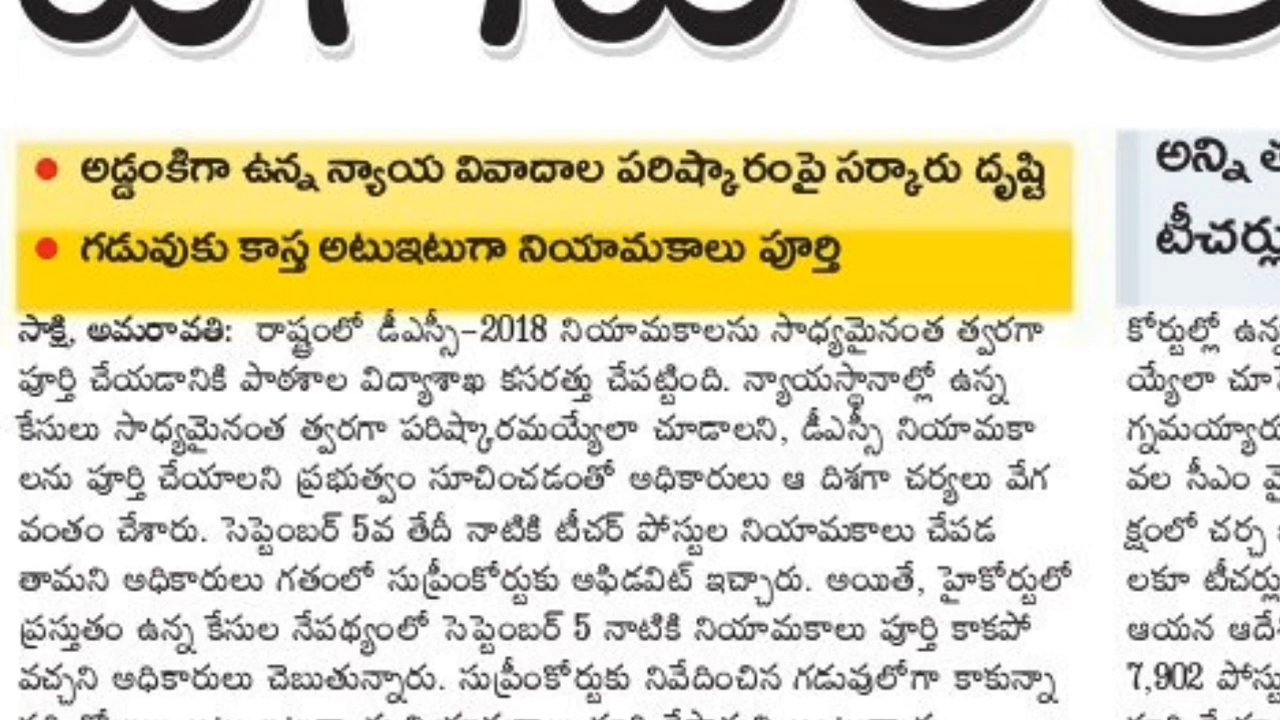 అడ్డంకిగా ఉన్న న్యాయ వివాదాల పరిష్కారంపై సర్కారు దృష్టి
గడువుకు కాస్త అటుఇటుగా నియామకాలు పూర్తి
సాక్షి, అమరావతి: రాష్ట్రంలో డీఎస్సీ–2018 నియామకాలను సాధ్యమైనంత త్వరగా
పూర్తి చేయడానికి పాఠశాల విద్యాశాఖ కసరత్తు చేపట్టింది. న్యాయస్థానాల్లో ఉన్న
కేసులు సాధ్యమైనంత త్వరగా పరిష్కారమయ్యేలా చూడాలని, డీఎస్సీ నియామకా
లను పూర్తి చేయాలని ప్రభుత్వం సూచించడంతో అధికారులు ఆ దిశగా చర్యలు వేగ
వంతం చేశారు. సెప్టెంబర్ 5వ తేదీ నాటికి టీచర్ పోస్టుల నియామకాలు చేపడ
తామని అధికారులు గతంలో సుప్రీంకోర్టుకు అఫిడవిట్ ఇచ్చారు. అయితే, హైకోర్టులో
ప్రస్తుతం ఉన్న కేసుల నేపథ్యంలో సెప్టెంబర్ 5 నాటికి నియామకాలు పూర్తి కాకపో
వచ్చని అధికారులు చెబుతున్నారు. సుప్రీంకోర్టుకు నివేదించిన గడువులోగా కాకున్నా
అన్ని
టీచర్లు
కోర్టుల్లో ఉన్న
య్యేలా
గ్నమయ్యారు
వల సీఎం
క్షంలో చర్చ
లకూ టీచర్లు
ఆయన
7,902 పోస్టు